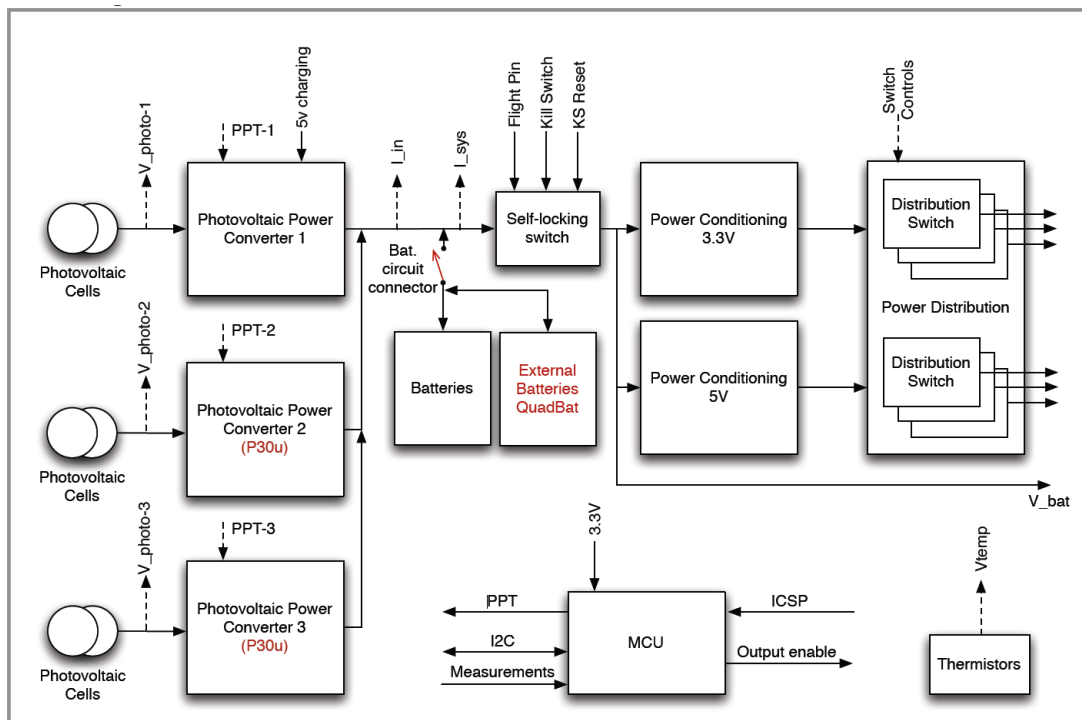 5v charging
PPT-1
V_photo-1
Photovoltaic Power
Converter 1
Photovoltaic
Cells
I_in
I_sys
Flight Pin
Kill Switch
KS Reset
Self-locking
switch
Bat.
circuit
connector
Power Conditioning
3.3V
Switch
Controls
Distribution
Switch
Power Distribution
Distribution
Switch
PPT-2
V_photo-2
Photovoltaic Power
Converter 2
(P30u)
Photovoltaic
Cells
Batteries
External
Batteries
QuadBat
Power Conditioning
5V
V_bat
PPT-3
V_photo-3
Photovoltaic Power
Converter 3
(P30u)
Photovoltaic
Cells
3.3V
PPT
I2C
Measurements
MCU
ICSP
Output enable
Vtemp
Thermistors